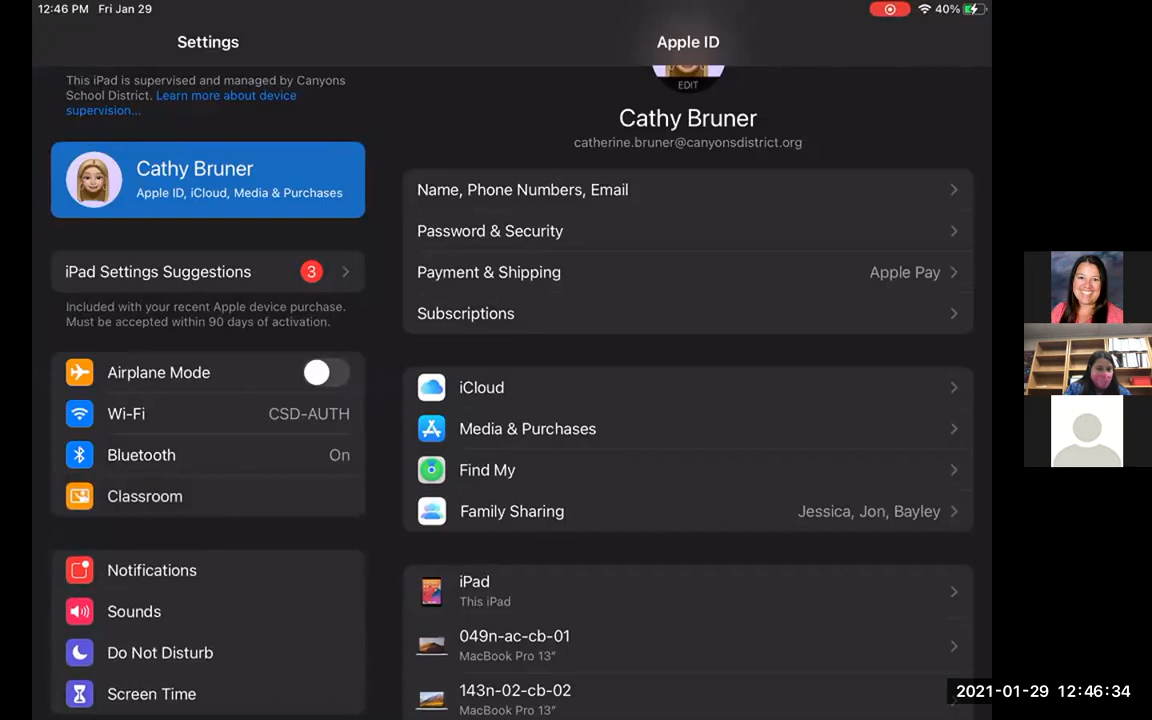 12:46 PM Fri Jan 29
40%
Settings
This iPad is supervised and managed by Canyons
School District. Learn more about device
supervision...
Cathy Bruner
Apple ID, iCloud, Media & Purchases
iPad Settings Suggestions
3
Included with your recent Apple device purchase.
Must be accepted within 90 days of activation.
Airplane Mode
Wi-Fi CSD-AUTH
Bluetooth On
Classroom
Notifications
Sounds
Do Not Disturb
Screen Time
Apple ID
EDIT
Cathy Bruner
catherine.bruner@canyonsdistrict.org
Name, Phone Numbers, Email
Password & Security
Payment & Shipping Apple Pay
Subscriptions
iCloud
Media & Purchases
Find My
Family Sharing Jessica, Jon, Bayley
iPad
This iPad
049n-ac-cb-01
MacBook Pro 13"
143n-02-cb-02
MacBook Pro 13"
2021-01-29 12:46:34